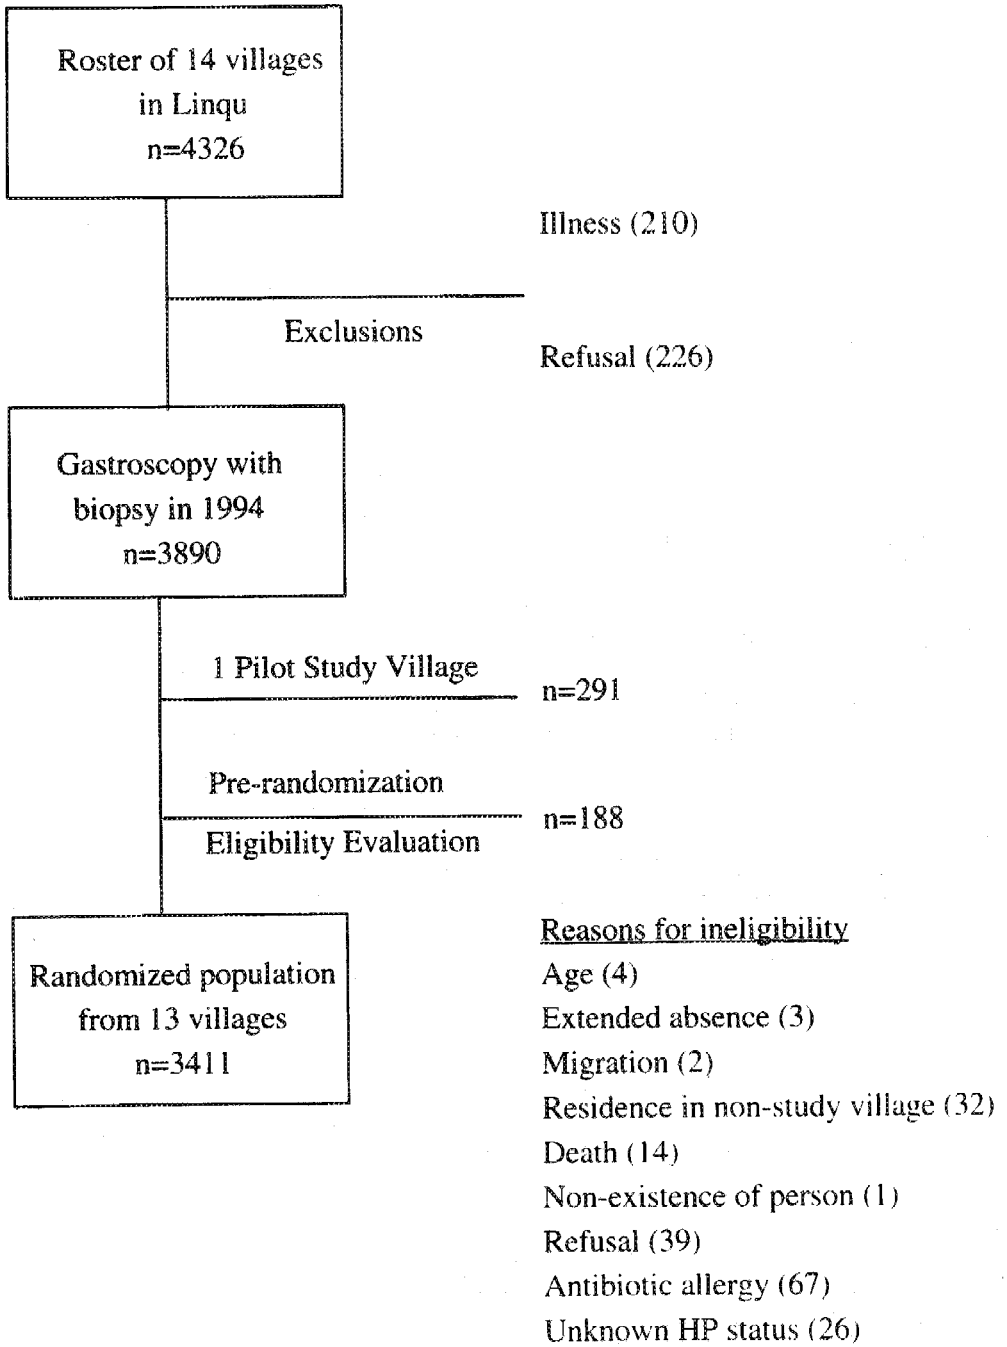 Roster of 14 villages
in Linqu
n=4326
Illness (210)
Exclusions
Refusal (226)
Gastroscopy with
biopsy in 1994
n=3890
1 Pilot Study Village
n=291
Pre-randomization
n=188
Eligibility Evaluation
Randomized population
from 13 villages
n=3411
Reasons for ineligibility
Age (4)
Extended absence (3)
Migration (2)
Residence in non-study village (32)
Death (14)
Non-existence of person (1)
Refusal (39)
Antibiotic allergy (67)
Unknown HP status (26)